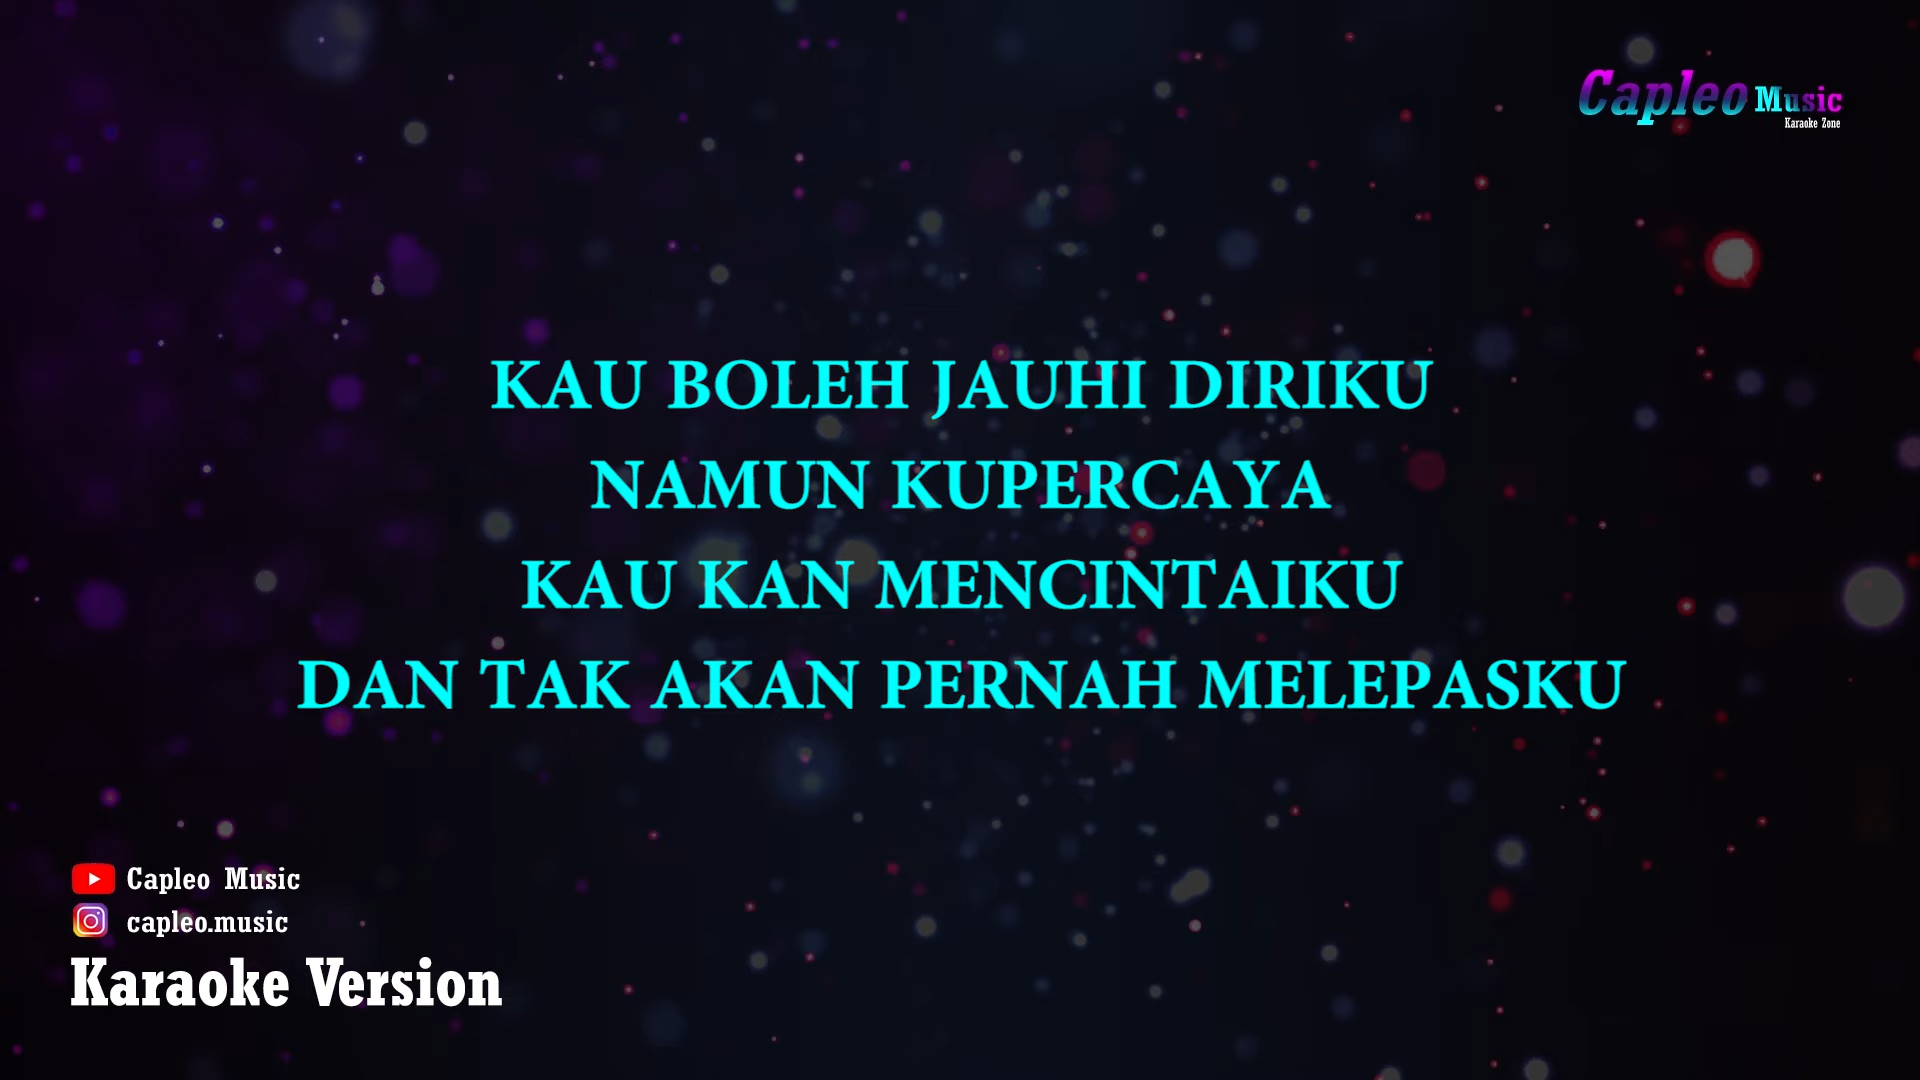 Capleo Music
Karaoke Zone
KAU BOLEH JAUHI DIRIKU
NAMUN KUPERCAYA
KAU KAN MENCINTAIKU
DAN TAK AKAN PERNAH MELEPASKU
Capleo Music
capleo.music
Karaoke Version